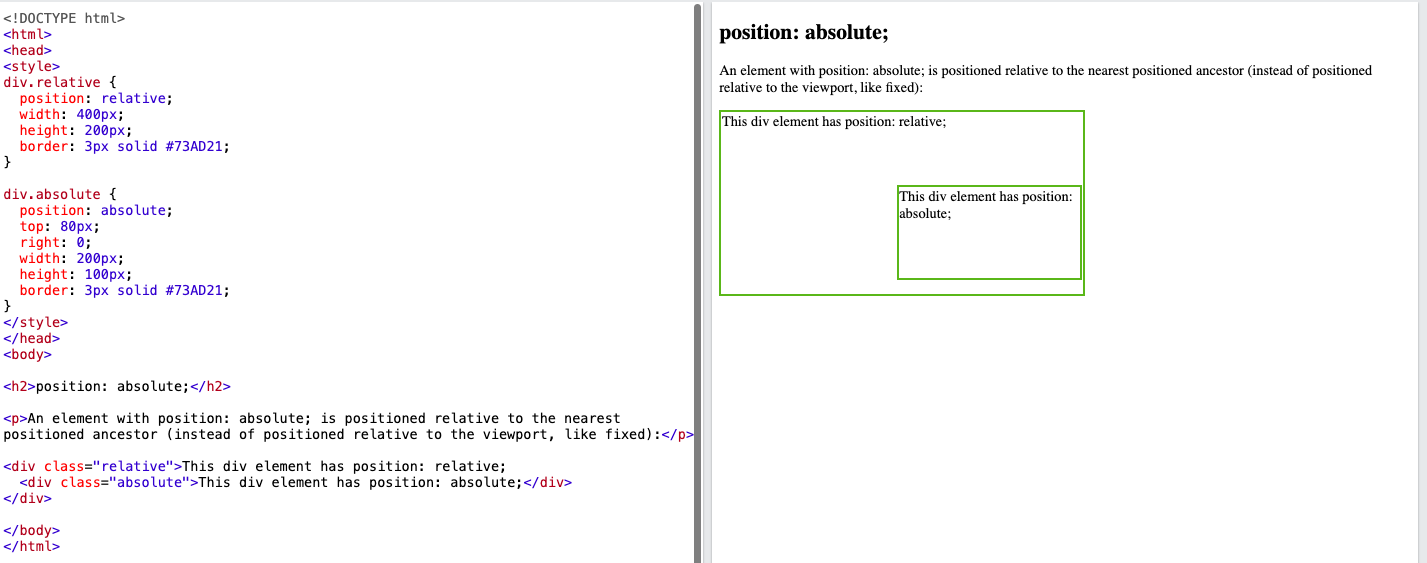 <!DOCTYPE html>
<html>
<head>
<style>
div.relative {
  position: relative;
  width: 400px;
  height: 200px;
  border: 3px solid #73AD21;
}

div.absolute {
  position: absolute;
  top: 80px;
  right: 0;
  width: 200px;
  height: 100px;
  border: 3px solid #73AD21;
}
</style>
</head>
<body>

<h2>position: absolute;</h2>

<p>An element with position: absolute; is positioned relative to the nearest
positioned ancestor (instead of positioned relative to the viewport, like fixed):</p>

<div class="relative">This div element has position: relative;
  <div class="absolute">This div element has position: absolute;</div>
</div>

</body>
</html>
position: absolute;
An element with position: absolute; is positioned relative to the nearest positioned ancestor (instead of positioned
relative to the viewport, like fixed):
This div element has position: relative;
This div element has position:
absolute;